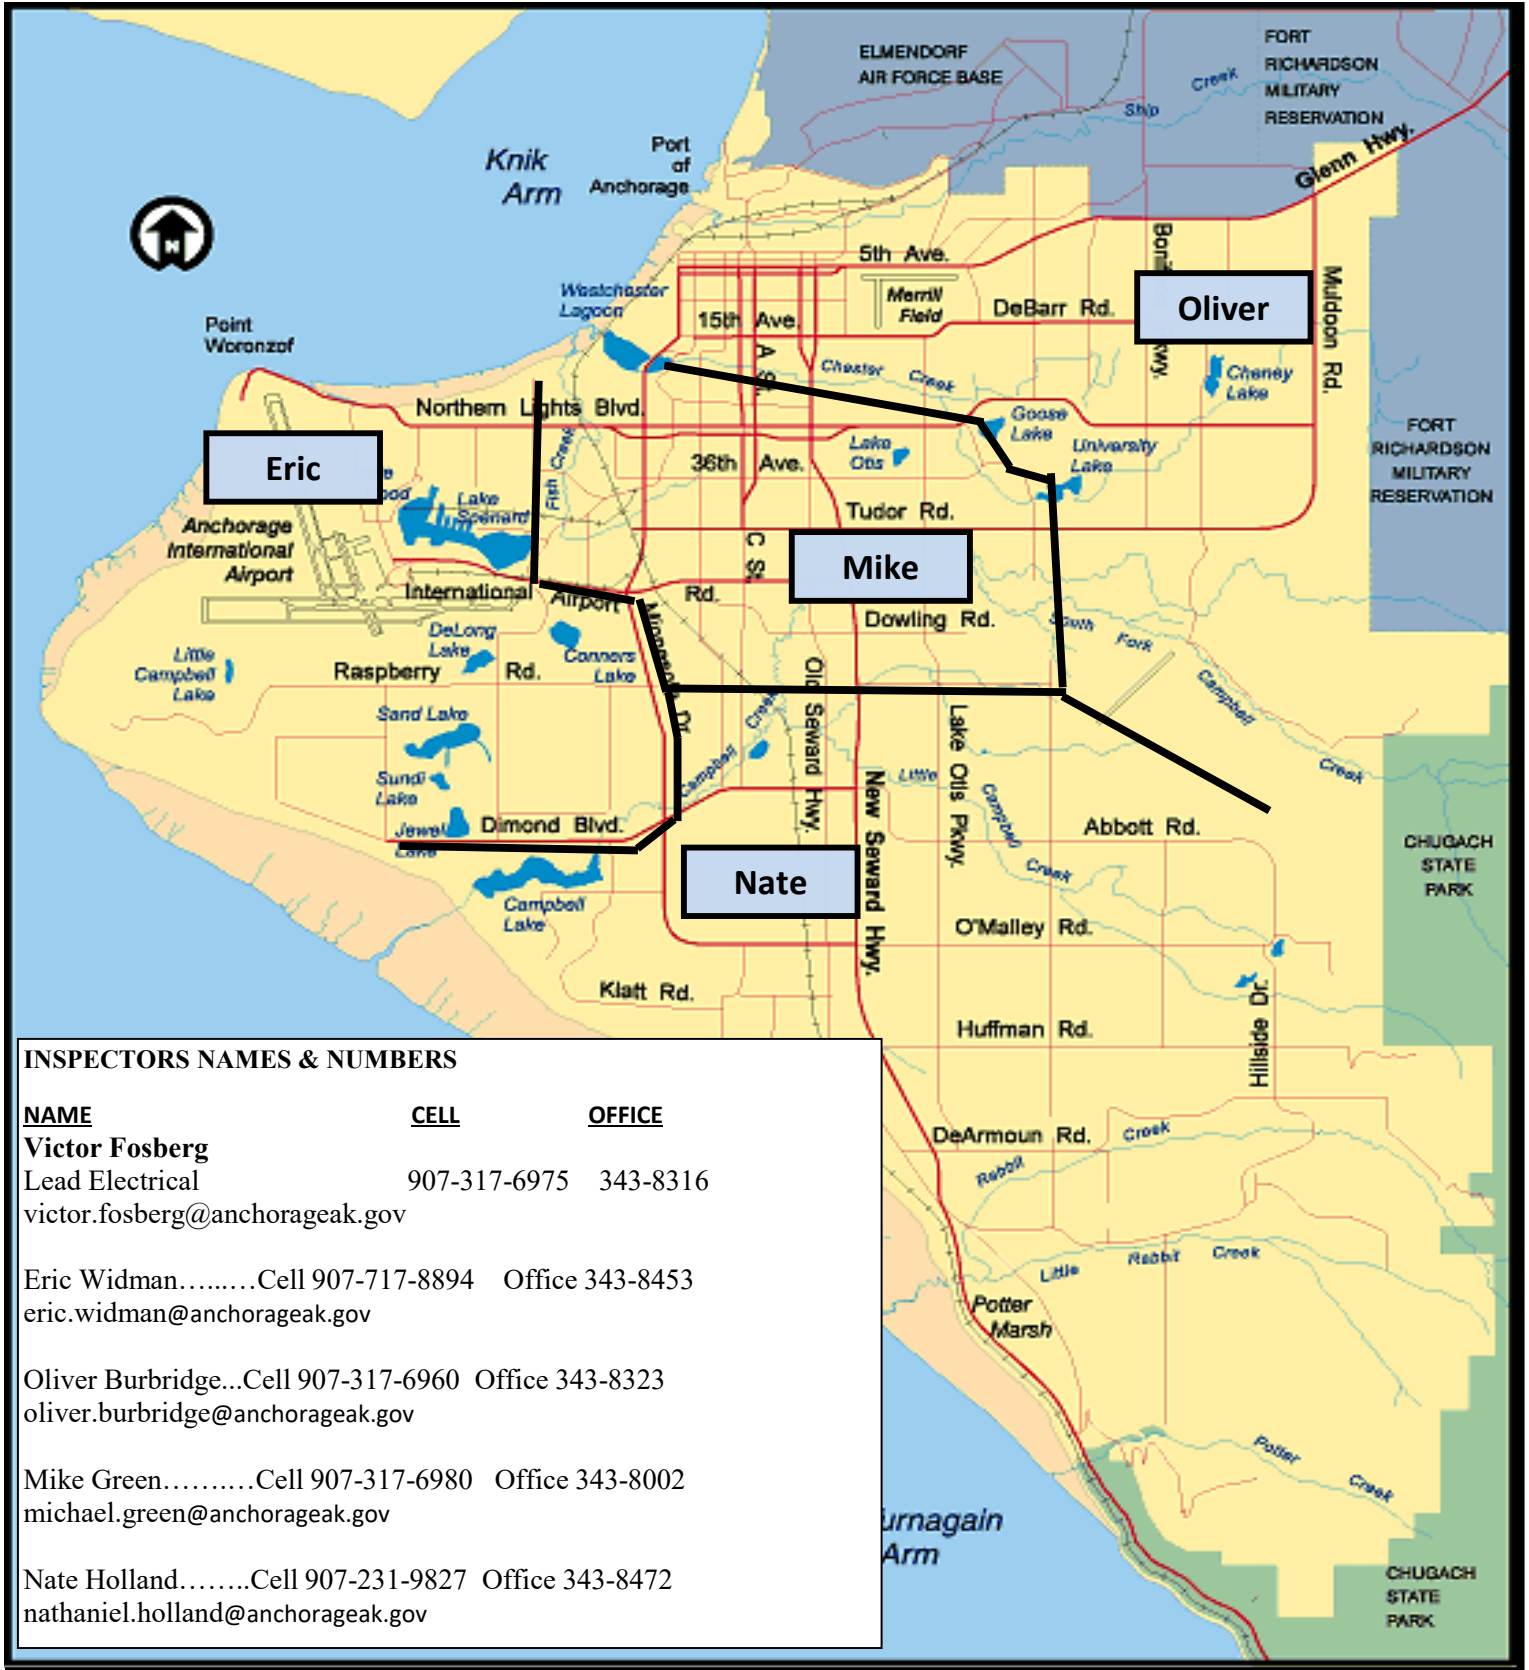 ELMENDORF
AIR FORCE BASE
FORT
RICHARDSON
MILITARY
RESERVATION
Ship Creek
Glenn Hwy.
Knik
Arm
Port
of
Anchorage
N
5th Ave.
Merrill
Field
DeBarr Rd.
Oliver
Muldoon Rd.
Westchester
Lagoon
15th Ave.
A St.
Point
Woronzof
Chester Creek
Cheney
Lake
Northern Lights Blvd.
Goose
Lake
University
Lake
FORT
RICHARDSON
MILITARY
RESERVATION
Eric
Fish Creek
Lake
Otis
36th Ave.
Lake
Spenard
Tudor Rd.
Anchorage
International
Airport
C St
Mike
International Airport Rd.
Dowling Rd.
South Fork Campbell Creek
DeLong
Lake
Conners
Lake
Little
Campbell
Lake
Raspberry Rd.
Dr.
Old Seward Hwy.
Lake Otis Pkwy.
Sand Lake
Campbell Creek
Sundi
Lake
New Seward Hwy.
Little Campbell Creek
Jewel
Lake
Dimond Blvd.
Abbott Rd.
CHUGACH
STATE
PARK
Nate
Campbell
Lake
O'Malley Rd.
Klatt Rd.
Hillside Dr.
Huffman Rd.
DeArmoun Rd.
Rabbit Creek
Little Rabbit Creek
Potter
Marsh
Potter Creek
urnagain
Arm
CHUGACH
STATE
PARK
INSPECTORS NAMES & NUMBERS
NAME CELL OFFICE
Victor Fosberg
Lead Electrical 907-317-6975 343-8316
victor.fosberg@anchorageak.gov
Eric Widman…..…Cell 907-717-8894 Office 343-8453
eric.widman@anchorageak.gov
Oliver Burbridge...Cell 907-317-6960 Office 343-8323
oliver.burbridge@anchorageak.gov
Mike Green…….…Cell 907-317-6980 Office 343-8002
michael.green@anchorageak.gov
Nate Holland……..Cell 907-231-9827 Office 343-8472
nathaniel.holland@anchorageak.gov